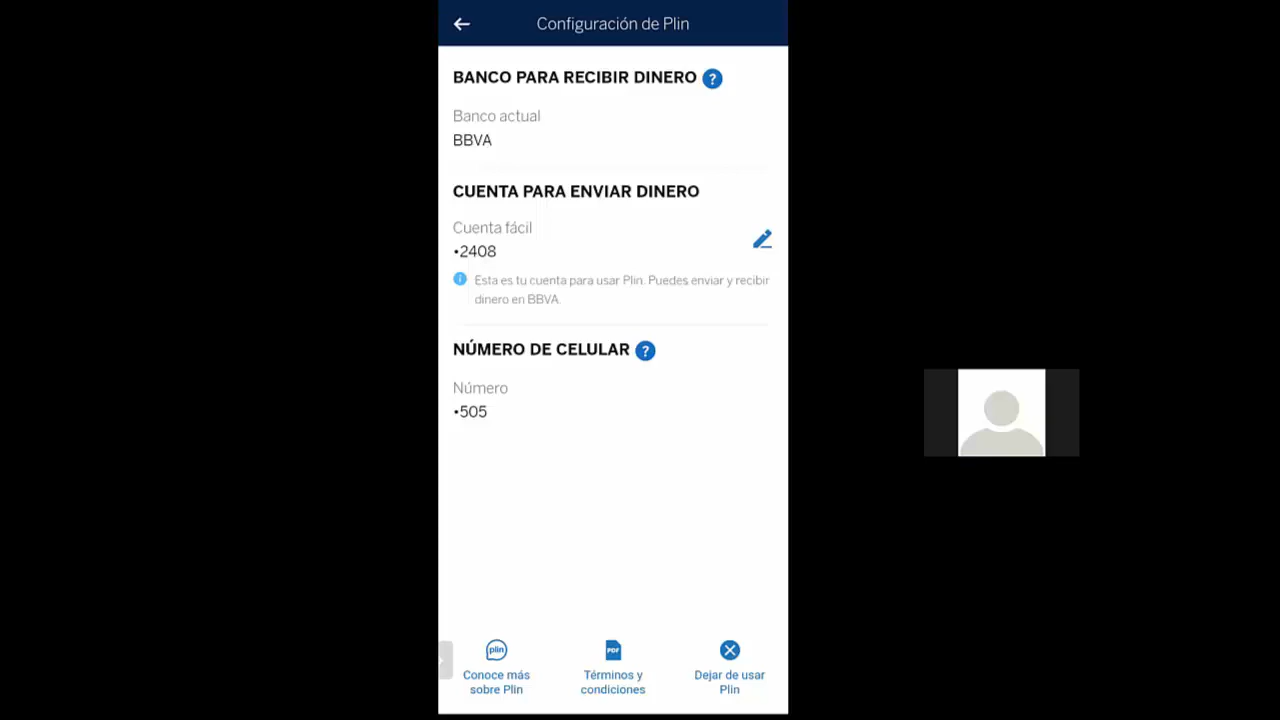 Configuración de Plin
BANCO PARA RECIBIR DINERO ?
Banco actual
BBVA
CUENTA PARA ENVIAR DINERO
Cuenta fácil
•2408
Esta es tu cuenta para usar Plin. Puedes enviar y recibir
dinero en BBVA.
NÚMERO DE CELULAR ?
Número
•505
plin
Conoce más
sobre Plin
PDF
Términos y
condiciones
Dejar de usar
Plin